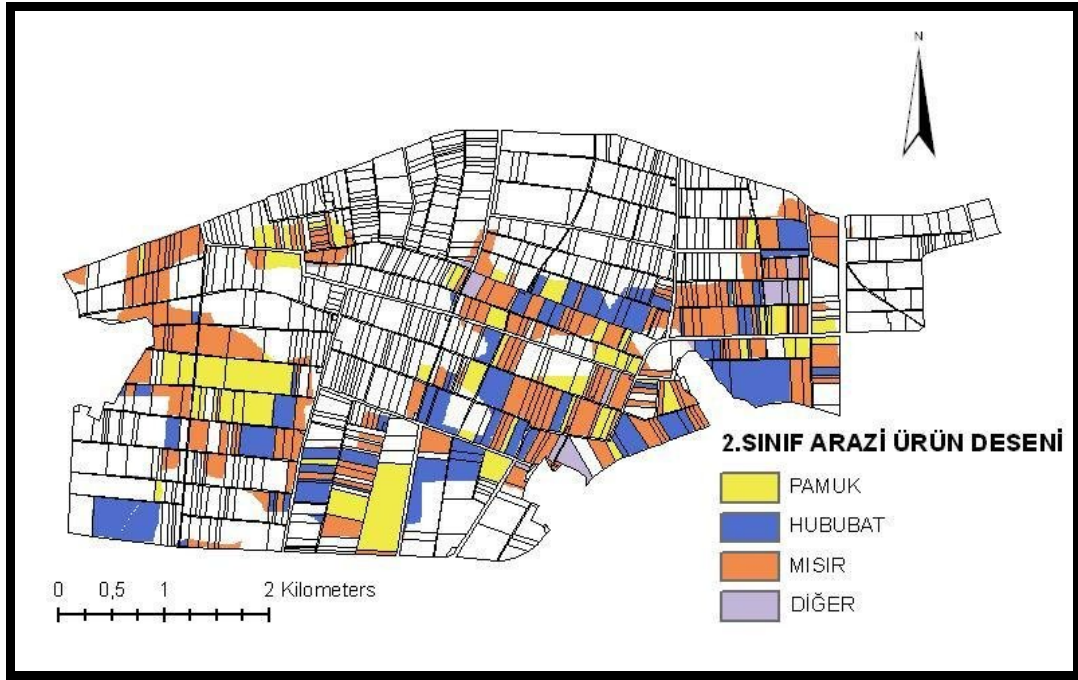 N
2.SINIF ARAZİ ÜRÜN DESENİ
PAMUK
HUBUBAT
MISIR
DİĞER
0 0,5 1 2 Kilometers